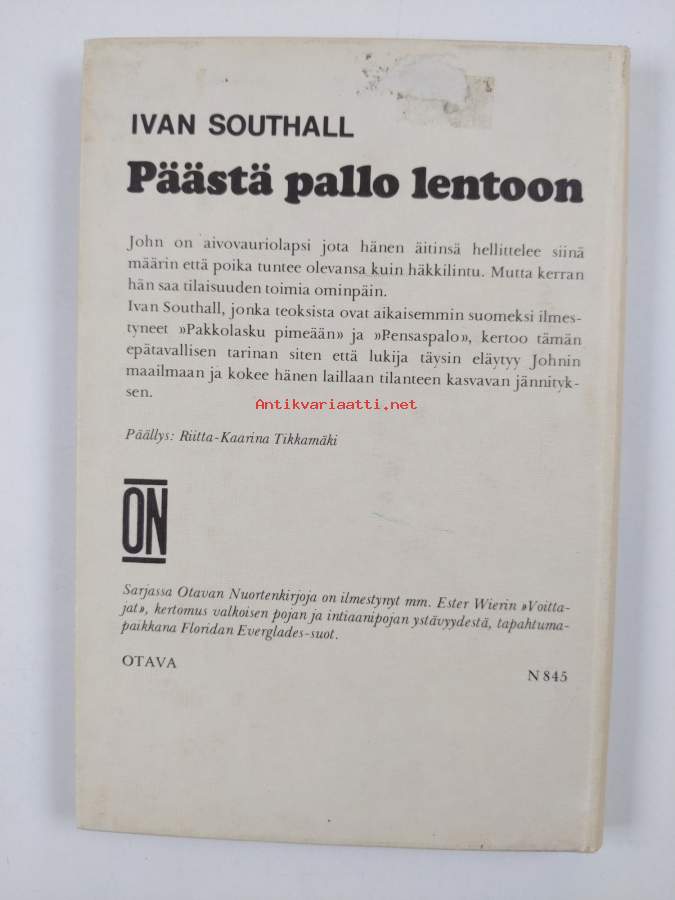 IVAN SOUTHALL
Päästä pallo lentoon
John on aivovauriolapsi jota hänen äitinsä hellittelee siinä
määrin että poika tuntee olevansa kuin häkkilintu. Mutta kerran
hän saa tilaisuuden toimia ominpäin.
Ivan Southall, jonka teoksista ovat aikaisemmin suomeksi ilmes-
tyneet »Pakkolasku pimeään» ja »Pensaspalo», kertoo tämän
epätavallisen tarinan siten että lukija täysin eläytyy Johnin
maailmaan ja kokee hänen laillaan tilanteen kasvavan jännityk-
sen.
Antikvariaatti.net
Päällys: Riitta-Kaarina Tikkamäki
ON
Sarjassa Otavan Nuortenkirjoja on ilmestynyt mm. Ester Wierin »Voitta-
jat», kertomus valkoisen pojan ja intiaanipojan ystävyydestä, tapahtuma-
paikkana Floridan Everglades-suot.
OTAVA
N 845